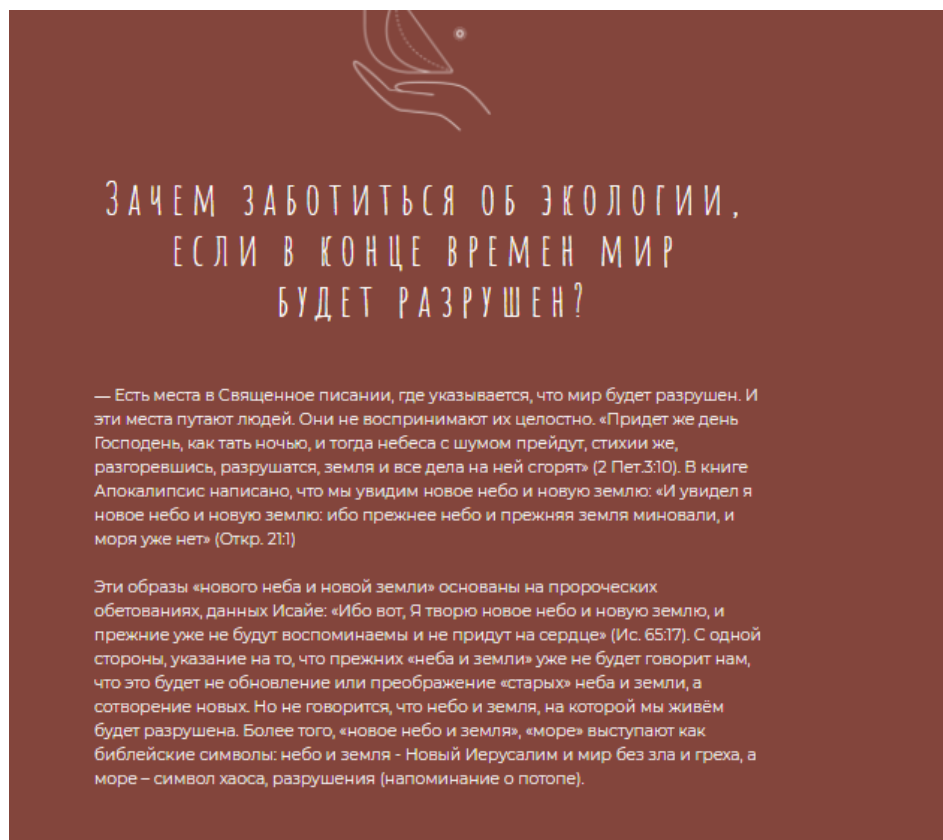 Зачем заботиться об экологии,
если в конце времен мир
будет разрушен?
— Есть места в Священное писании, где указывается, что мир будет разрушен. И
эти места путают людей. Они не воспринимают их целостно. «Придет же день
Господень, как тать ночью, и тогда небеса с шумом прейдут, стихии же,
разгоревшись, разрушатся, земля и все дела на ней сгорят» (2 Пет.3:10). В книге
Апокалипсис написано, что мы увидим новое небо и новую землю: «И увидел я
новое небо и новую землю: ибо прежнее небо и прежняя земля миновали, и
моря уже нет» (Откр. 21:1)
Эти образы «нового неба и новой земли» основаны на пророческих
обетованиях, данных Исайе: «Ибо вот, Я творю новое небо и новую землю, и
прежние уже не будут воспоминаемы и не придут на сердце» (Ис. 65:17). С одной
стороны, указание на то, что прежних «неба и земли» уже не будет говорит нам,
что это будет не обновление или преображение «старых» неба и земли, а
сотворение новых. Но не говорится, что небо и земля, на которой мы живём
будет разрушена. Более того, «новое небо и земля», «море» выступают как
библейские символы: небо и земля - Новый Иерусалим и мир без зла и греха, а
море – символ хаоса, разрушения (напоминание о потопе).